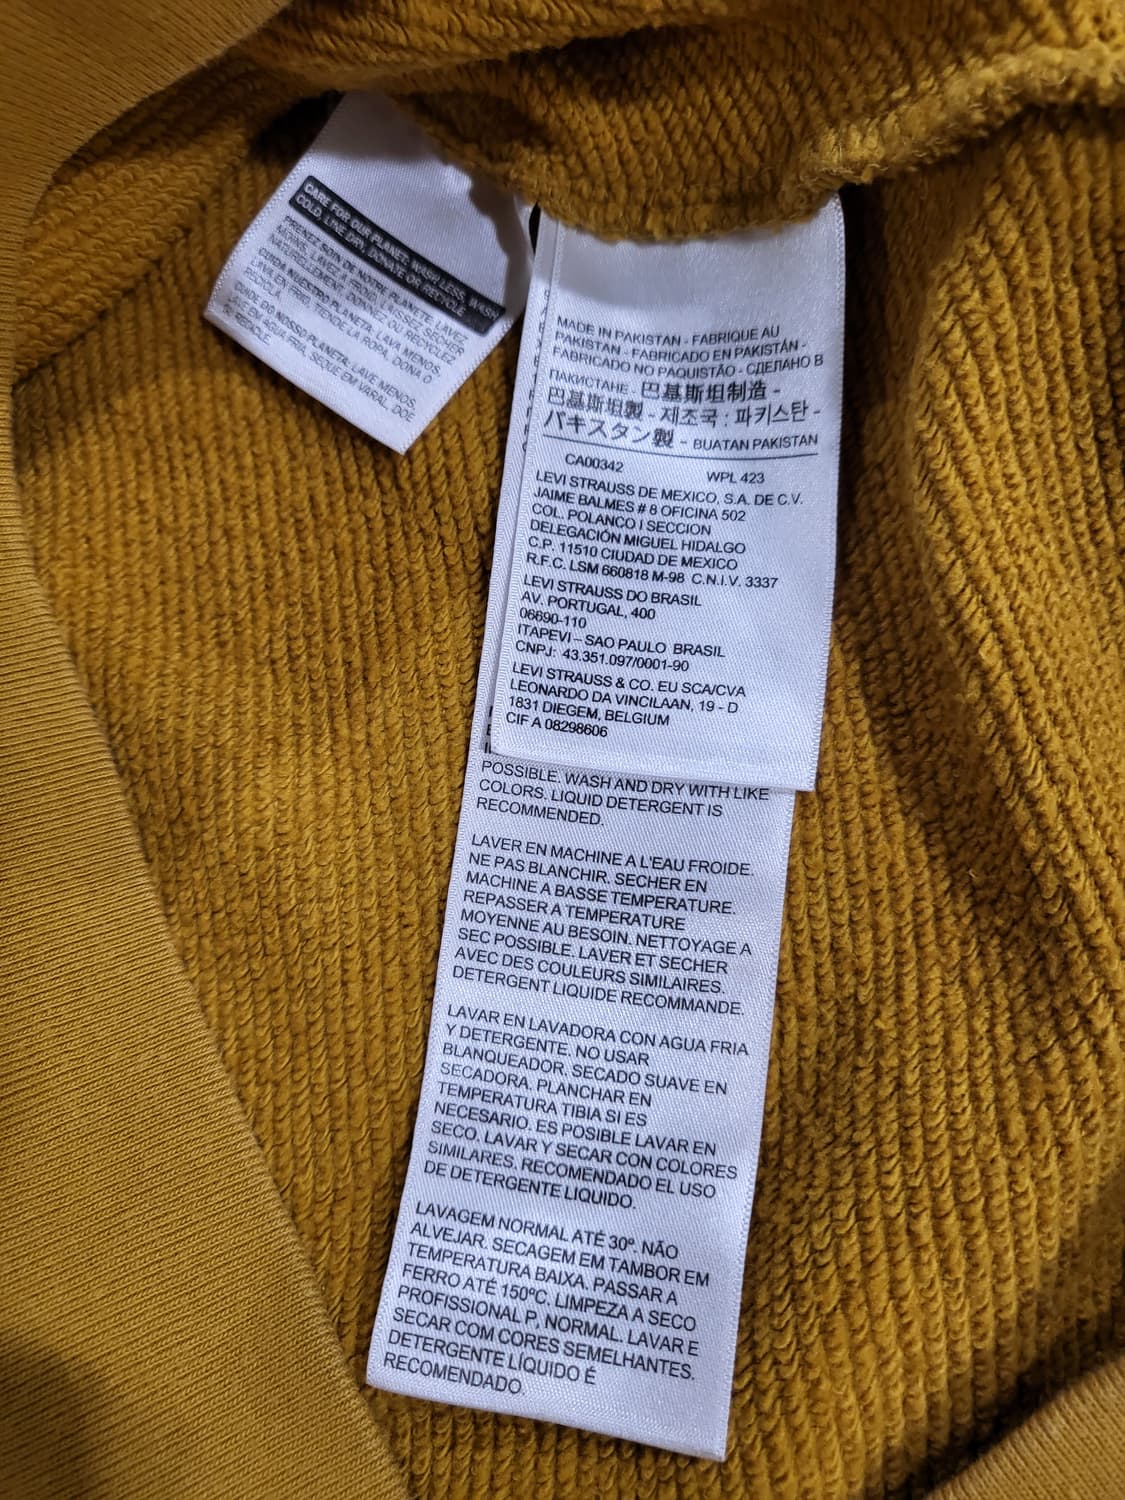 CARE FOR OUR PLANET. WASH LESS, WASH
COLD, LINE DRY, DONATE OR RECYCLE.
PRENEZ SOIN DE NOTRE PLANETE. LAVEZ
MOINS, LAVEZ A FROID, LAISSEZ SECHER
NATURELLEMENT, DONNEZ, OU RECYCLEZ
CUIDA NUESTRO PLANETA. LAVA MENOS,
LAVA EN FRIO, TIENDE LA ROPA, DONA O
RECICLA.
CUIDE DO NOSSO PLANETA: LAVE MENOS,
EM AGUA FRIA, SEQUE EM VARAL, DOE
MADE IN PAKISTAN - FABRIQUE AU
PAKISTAN - FABRICADO EN PAKISTÁN -
FABRICADO NO PAQUISTÃO - СДЕЛАНО В
ПАКИСТАНЕ - 巴基斯坦制造 -
巴基斯坦製 - 제조국 : 파키스탄 -
パキスタン製 - BUATAN PAKISTAN
CA00342 WPL 423
LEVI STRAUSS DE MEXICO, S.A. DE C.V.
JAIME BALMES # 8 OFICINA 502
COL. POLANCO I SECCION
DELEGACIÓN MIGUEL HIDALGO
C.P. 11510 CIUDAD DE MEXICO
R.F.C. LSM 660818 M-98 C.N.I.V. 3337
LEVI STRAUSS DO BRASIL
AV. PORTUGAL, 400
06690-110
ITAPEVI – SAO PAULO BRASIL
CNPJ: 43.351.097/0001-90
LEVI STRAUSS & CO. EU SCA/CVA
LEONARDO DA VINCILAAN, 19 - D
1831 DIEGEM, BELGIUM
CIF A 08298606
POSSIBLE. WASH AND DRY WITH LIKE
COLORS. LIQUID DETERGENT IS
RECOMMENDED.
LAVER EN MACHINE A L'EAU FROIDE.
NE PAS BLANCHIR. SECHER EN
MACHINE A BASSE TEMPERATURE.
REPASSER A TEMPERATURE
MOYENNE AU BESOIN. NETTOYAGE A
SEC POSSIBLE. LAVER ET SECHER
AVEC DES COULEURS SIMILAIRES.
DETERGENT LIQUIDE RECOMMANDE.
LAVAR EN LAVADORA CON AGUA FRIA
Y DETERGENTE. NO USAR
BLANQUEADOR. SECADO SUAVE EN
SECADORA. PLANCHAR EN
TEMPERATURA TIBIA SI ES
NECESARIO. ES POSIBLE LAVAR EN
SECO. LAVAR Y SECAR CON COLORES
SIMILARES. RECOMENDADO EL USO
DE DETERGENTE LIQUIDO.
LAVAGEM NORMAL ATÉ 30º. NÃO
ALVEJAR. SECAGEM EM TAMBOR EM
TEMPERATURA BAIXA. PASSAR A
FERRO ATÉ 150ºC. LIMPEZA A SECO
PROFISSIONAL P, NORMAL. LAVAR E
SECAR COM CORES SEMELHANTES.
DETERGENTE LÍQUIDO É
RECOMENDADO.